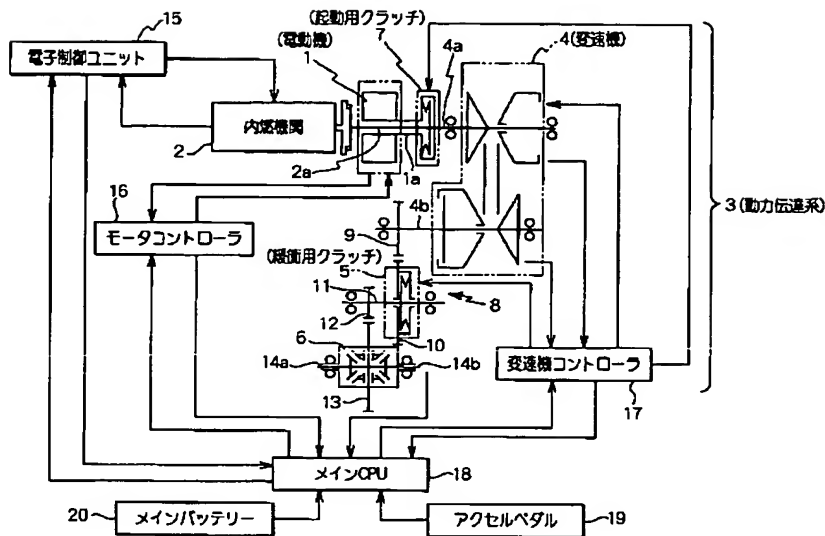 15
(起動用クラッチ)
電子制御ユニット
(電動機)
7
4a
4(変速機)
1
内燃機関
2
2a
1a
3(動力伝達系)
16
4b
モータコントローラ
9
(緩衝用クラッチ)
5
11
8
12
6
10
14a
14b
変速機コントローラ
13
17
メインCPU
18
20
メインバッテリー
アクセルペダル
19